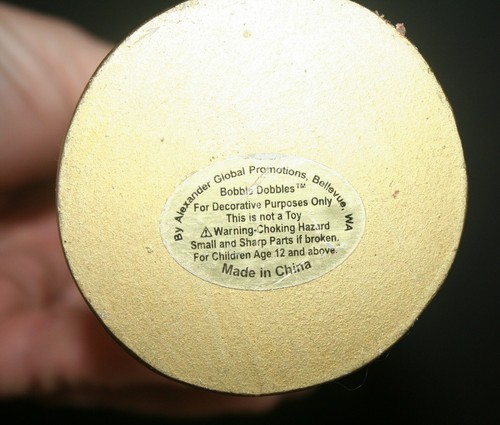 By Alexander Global Promotions, Bellevue, WA
Bobble Dobbles™
For Decorative Purposes Only
This is not a Toy
⚠Warning-Choking Hazard
Small and Sharp Parts if broken.
For Children Age 12 and above.
Made in China